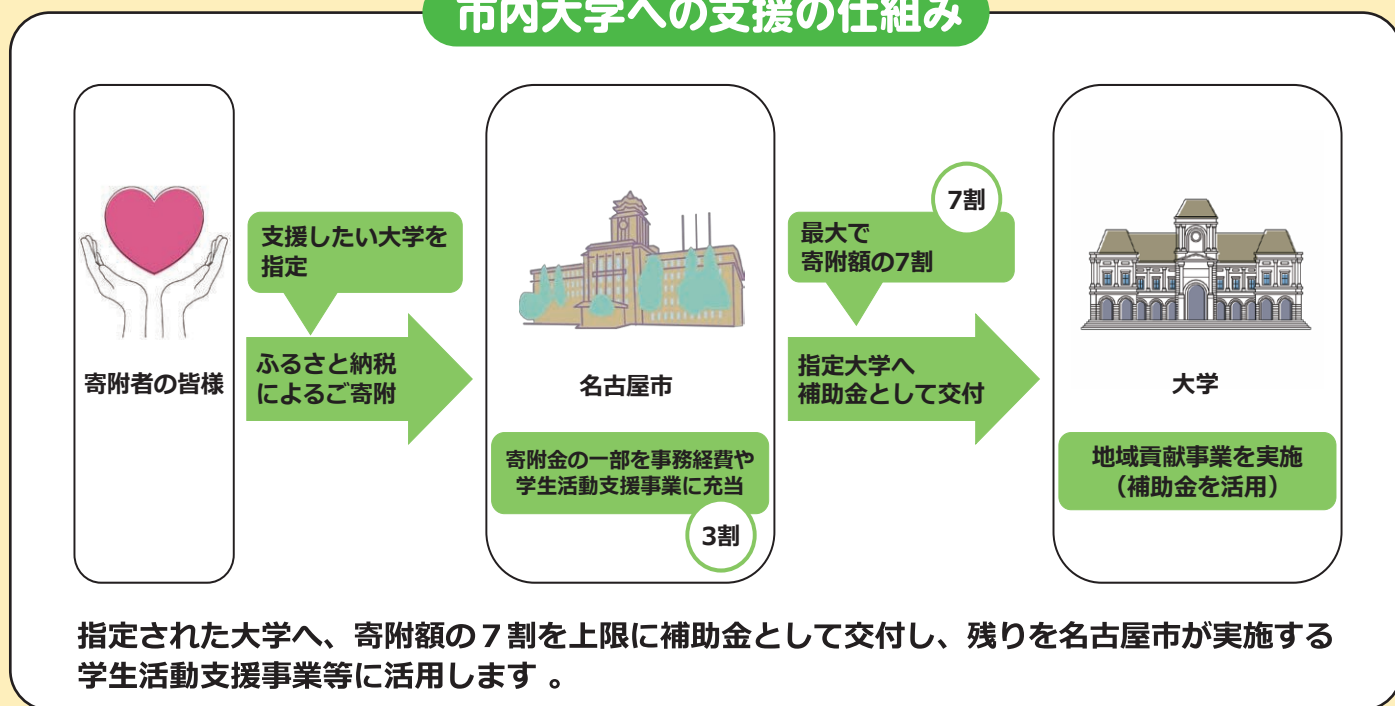 市内大学への支援の仕組み
支援したい大学を
指定
ふるさと納税
によるご寄附
寄附者の皆様
名古屋市
寄附金の一部を事務経費や
学生活動支援事業に充当
3割
7割
最大で
寄附額の7割
指定大学へ
補助金として交付
大学
地域貢献事業を実施
（補助金を活用）
指定された大学へ、寄附額の７割を上限に補助金として交付し、残りを名古屋市が実施する
学生活動支援事業等に活用します 。